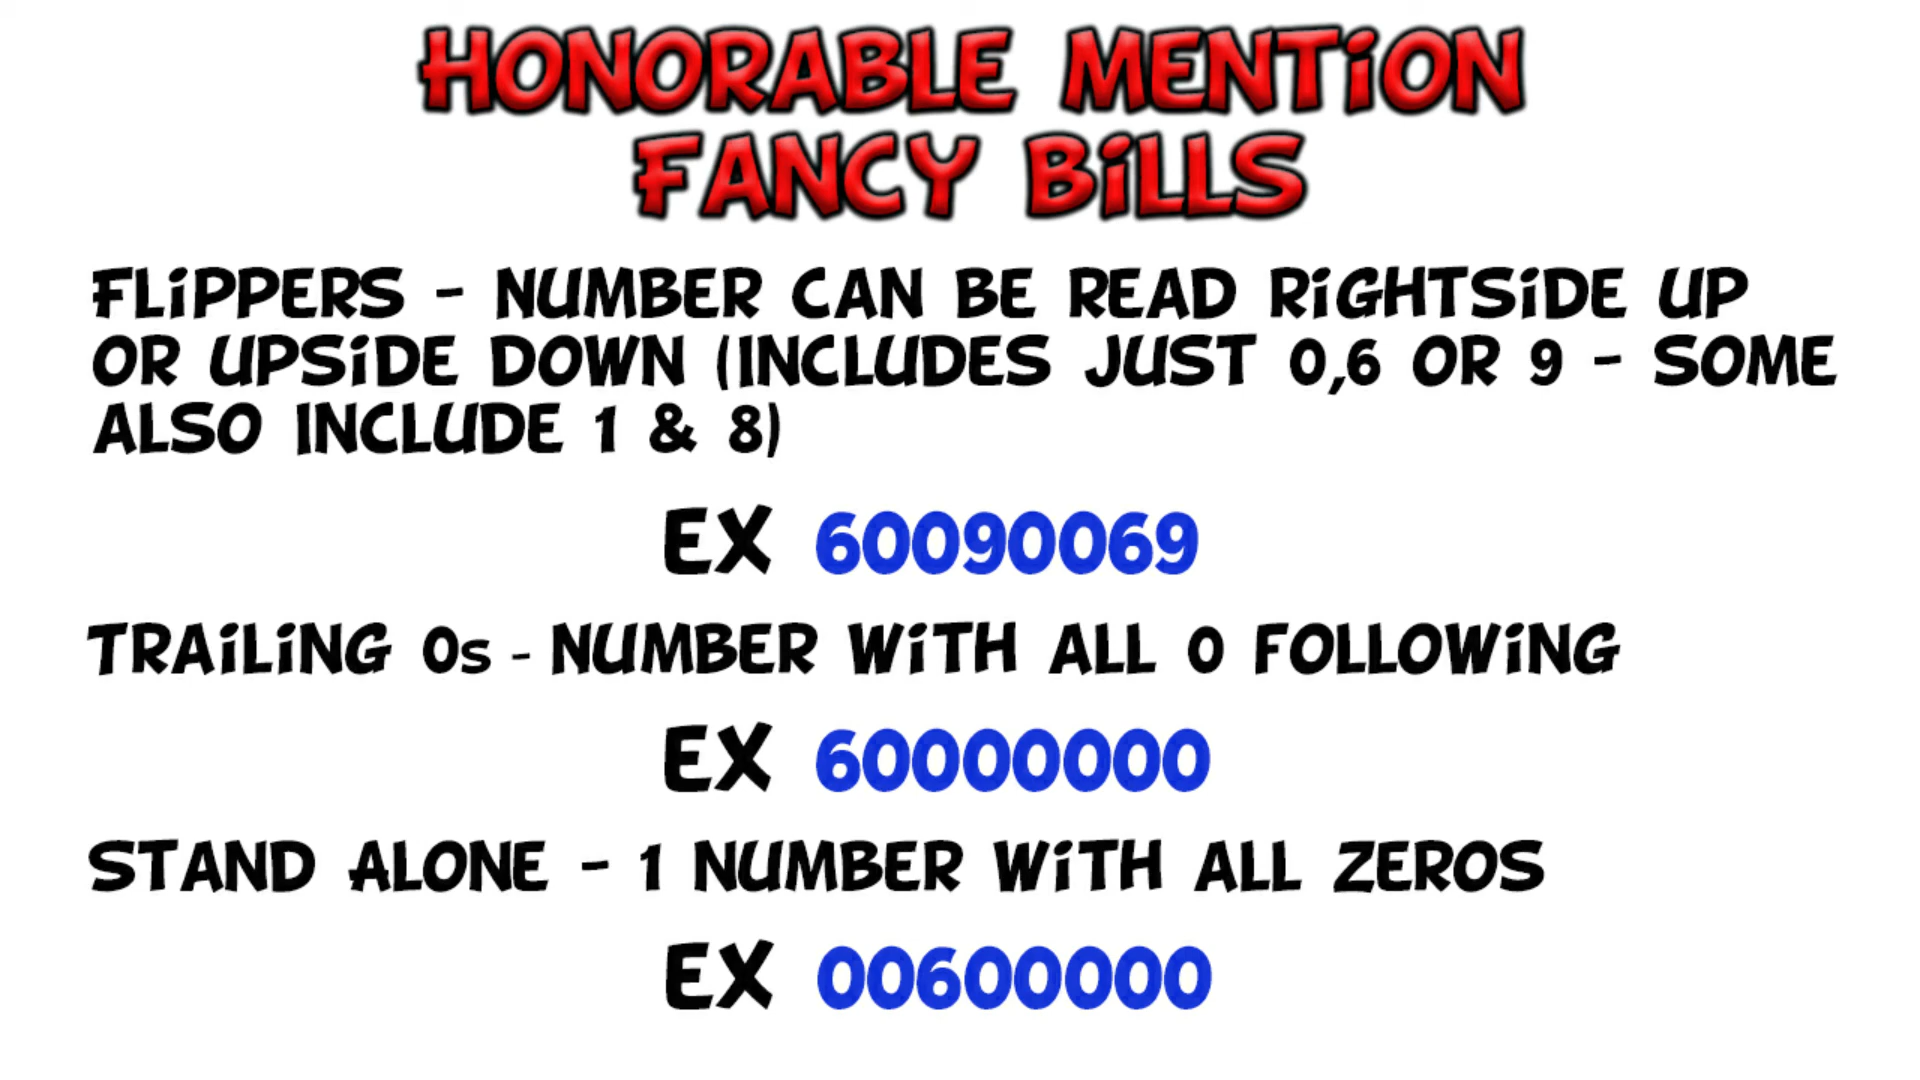 HONORABLE MENTION
FANCY BILLS
FLIPPERS - NUMBER CAN BE READ RIGHTSIDE UP
OR UPSIDE DOWN (INCLUDES JUST 0,6 OR 9 - SOME
ALSO INCLUDE 1 & 8)
EX 60090069
TRAILING 0s - NUMBER WITH ALL 0 FOLLOWING
EX 60000000
STAND ALONE - 1 NUMBER WITH ALL ZEROS
EX 00600000